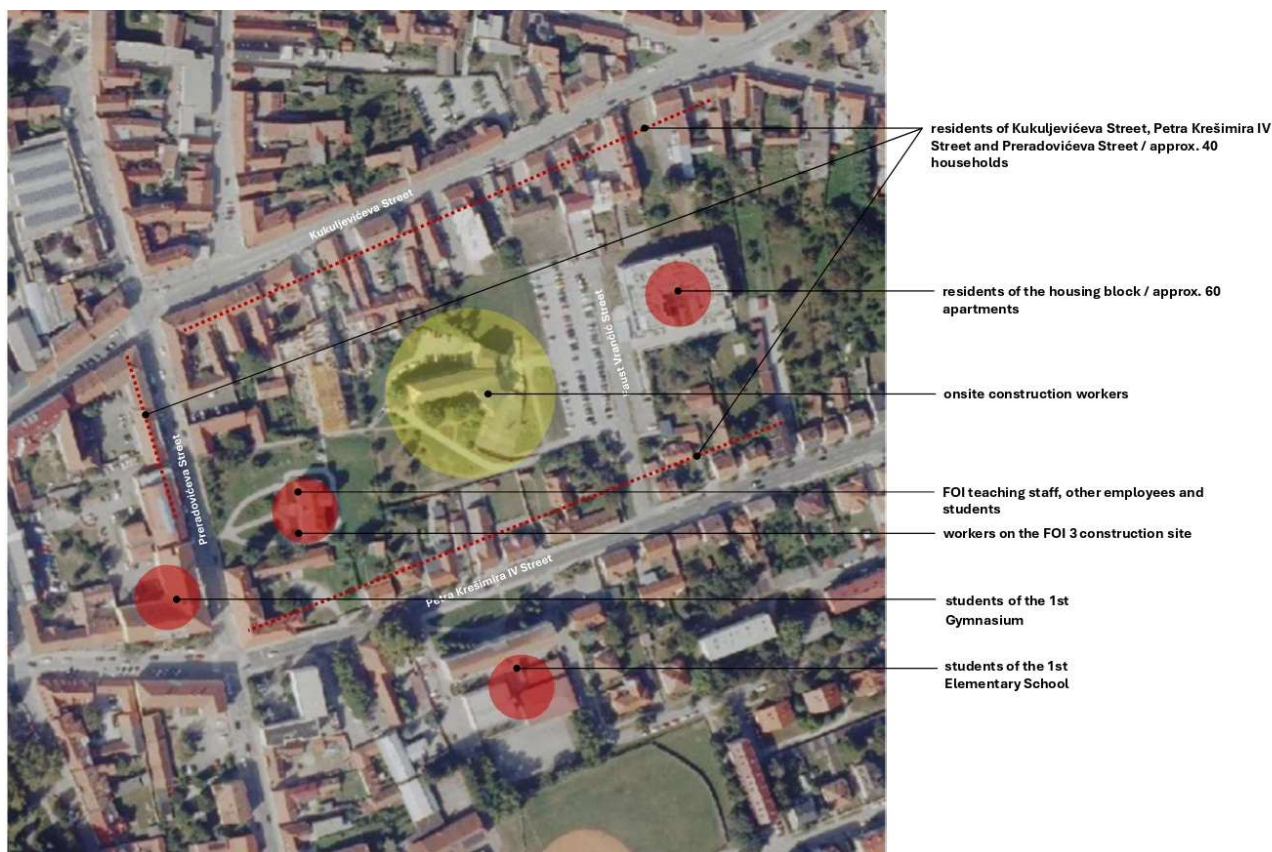 residents of Kukuljevićeva Street, Petra Krešimira IV
Street and Preradovićeva Street / approx. 40
households
Kukuljevićeva Street
residents of the housing block / approx. 60
apartments
Faust Vrančić Street
onsite construction workers
Preradovićeva Street
FOI teaching staff, other employees and
students
workers on the FOI 3 construction site
Petra Krešimira IV Street
students of the 1st
Gymnasium
students of the 1st
Elementary School